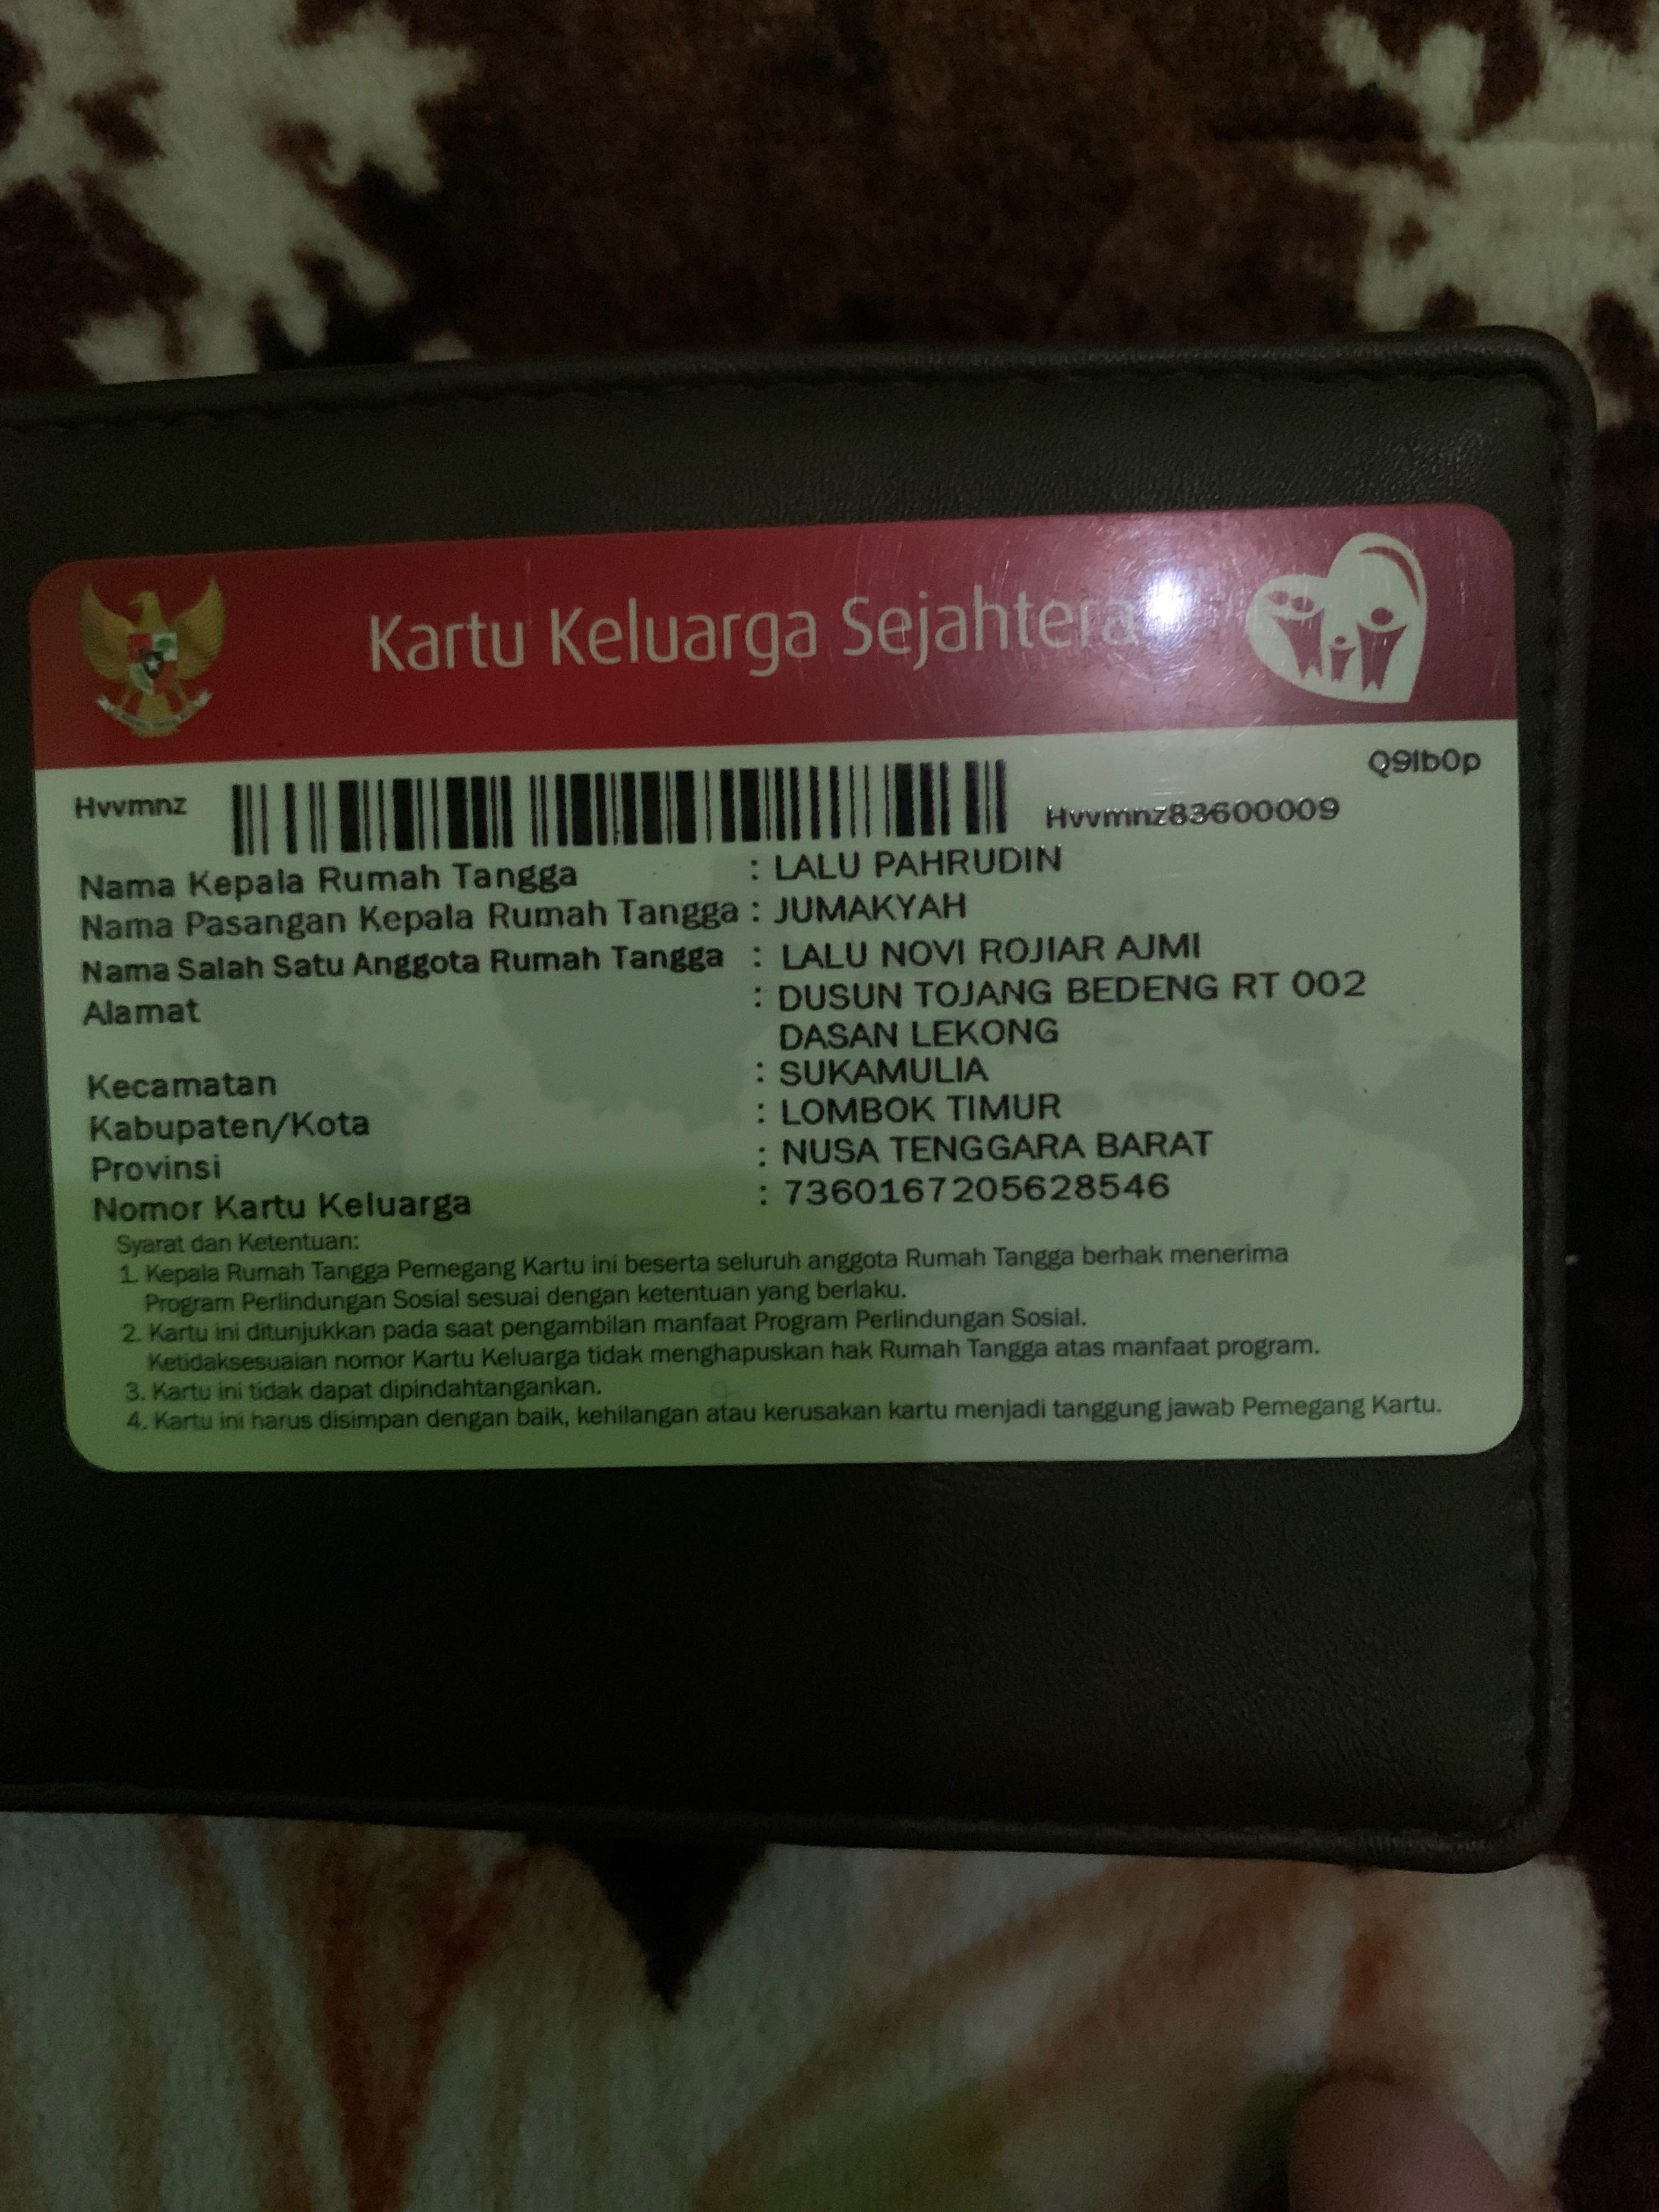 Kartu Keluarga Sejahtera
Q9lb0p
Hvvmnz
Hvvmnz83600009
Nama Kepala Rumah Tangga : LALU PAHRUDIN
Nama Pasangan Kepala Rumah Tangga : JUMAKYAH
Nama Salah Satu Anggota Rumah Tangga : LALU NOVI ROJIAR AJMI
Alamat : DUSUN TOJANG BEDENG RT 002
DASAN LEKONG
Kecamatan : SUKAMULIA
Kabupaten/Kota : LOMBOK TIMUR
Provinsi : NUSA TENGGARA BARAT
Nomor Kartu Keluarga : 7360167205628546
Syarat dan Ketentuan:
1. Kepala Rumah Tangga Pemegang Kartu ini beserta seluruh anggota Rumah Tangga berhak menerima
Program Perlindungan Sosial sesuai dengan ketentuan yang berlaku.
2. Kartu ini ditunjukkan pada saat pengambilan manfaat Program Perlindungan Sosial.
Ketidaksesuaian nomor Kartu Keluarga tidak menghapuskan hak Rumah Tangga atas manfaat program.
3. Kartu ini tidak dapat dipindahtangankan.
4. Kartu ini harus disimpan dengan baik, kehilangan atau kerusakan kartu menjadi tanggung jawab Pemegang Kartu.